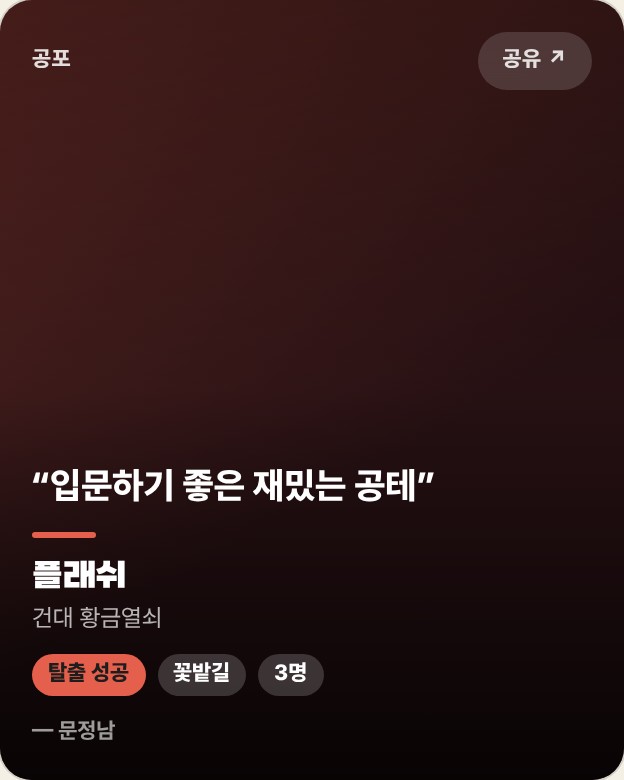 공포
공유 ↗
“입문하기 좋은 재밌는 공테”
플래쉬
건대 황금열쇠
탈출 성공 꽃밭길 3명
— 문정남